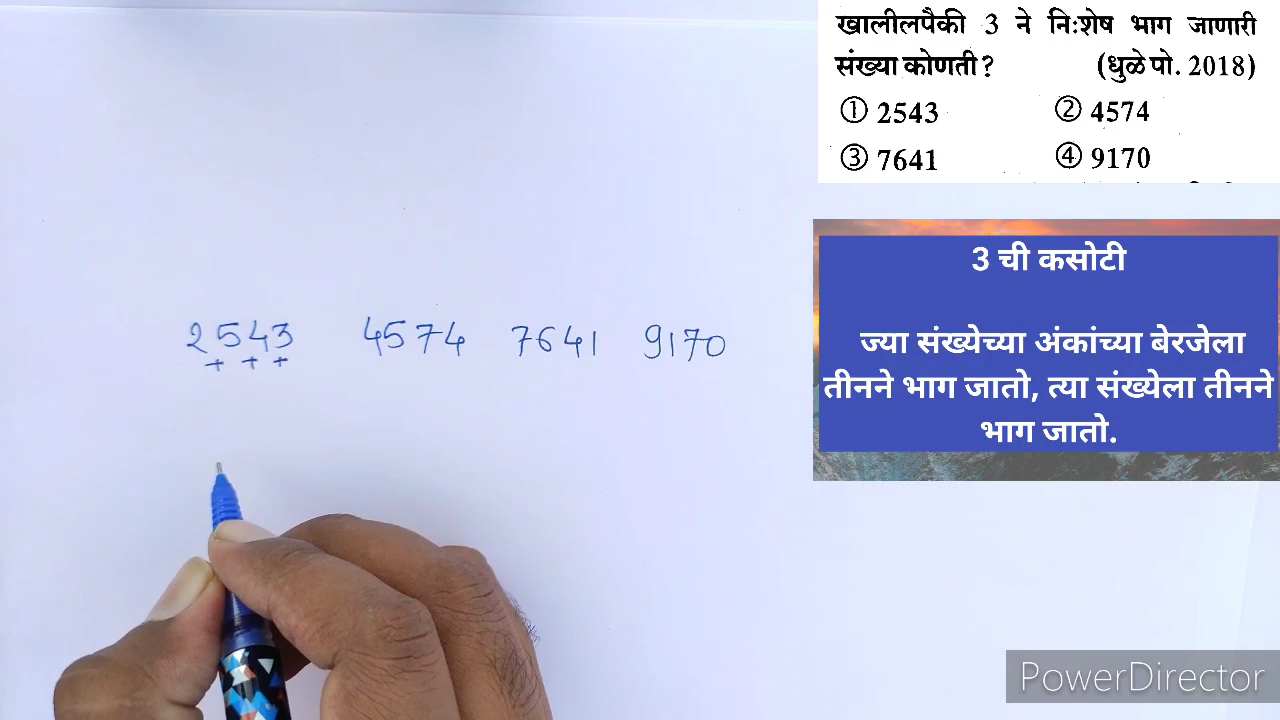 खालीलपैकी 3 ने निःशेष भाग जाणारी
संख्या कोणती? (धुळे पो. 2018)
① 2543 ② 4574
③ 7641 ④ 9170
3 ची कसोटी
ज्या संख्येच्या अंकांच्या बेरजेला
तीनने भाग जातो, त्या संख्येला तीनने
भाग जातो.
2543 4574 7641 9170
+ + +
PowerDirector